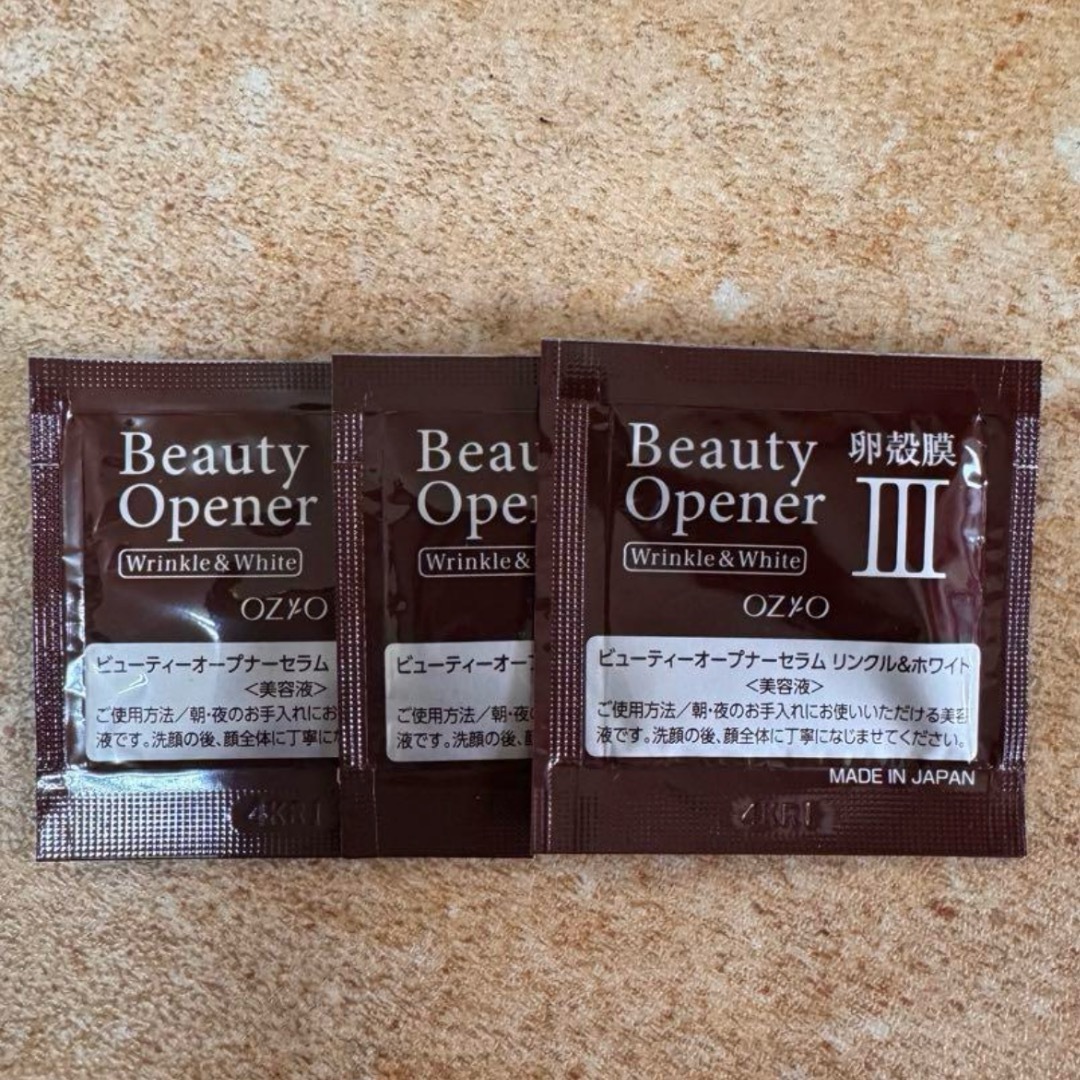 Beauty
Opener
Wrinkle & White
OZIO
ビューティーオープナーセラム
<美容液>
ご使用方法/朝・夜のお手入れにお
液です。洗顔の後、顔全体に丁寧に
4KR1
Beau
Ope
Wrinkle &
ビューティーオープ
ご使用方法/朝・夜
液です。洗顔の後、
Beauty
Opener
Wrinkle & White
卵殻膜
III
OZIO
ビューティーオープナーセラム リンクル&ホワイト
<美容液>
ご使用方法/朝・夜のお手入れにお使いいただける美容
液です。洗顔の後、顔全体に丁寧になじませてください。
MADE IN JAPAN
4KR1